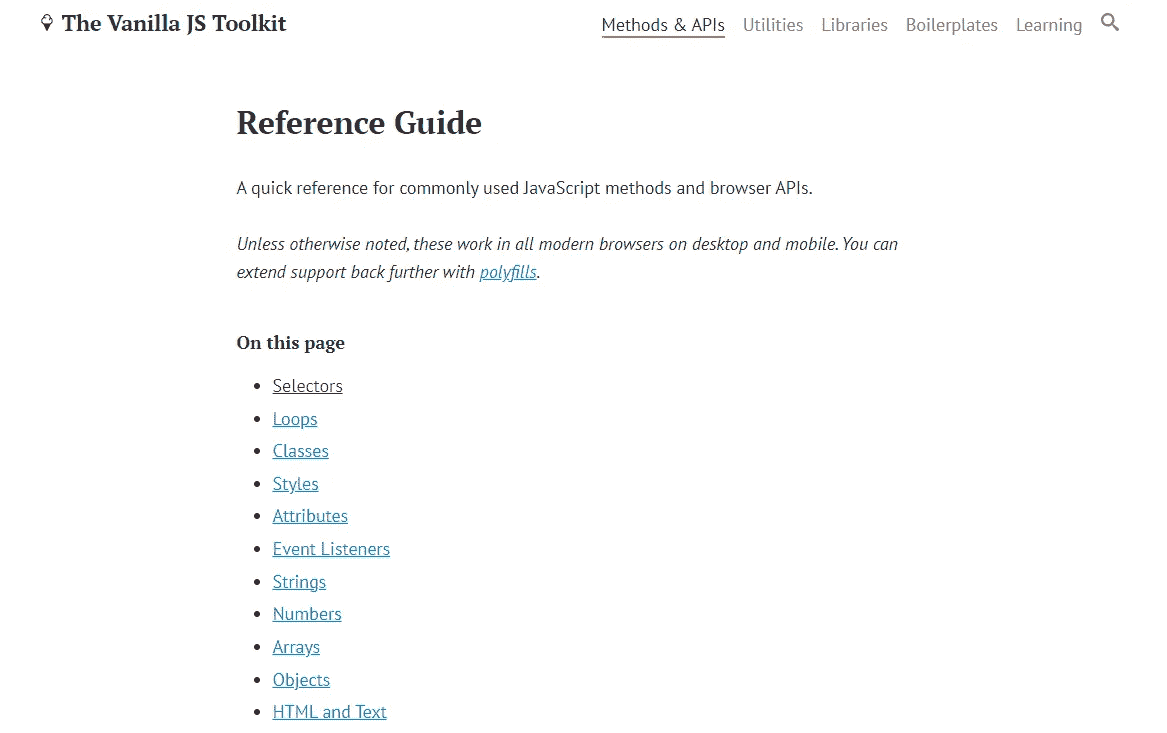 The Vanilla JS Toolkit
Methods & APIs Utilities Libraries Boilerplates Learning
Reference Guide
A quick reference for commonly used JavaScript methods and browser APIs.
Unless otherwise noted, these work in all modern browsers on desktop and mobile. You can
extend support back further with polyfills.
On this page
Selectors
Loops
Classes
Styles
Attributes
Event Listeners
Strings
Numbers
Arrays
Objects
HTML and Text